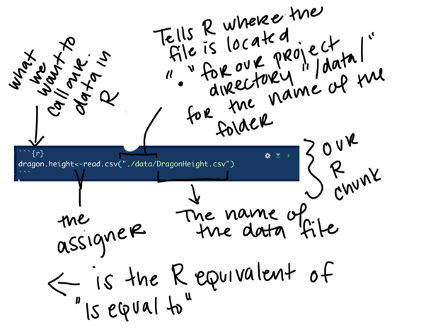 what
we
want to
call our
data in
R
Tells R where the
file is located
"." for our project
directory "/data/"
for the name of the
folder
```{r}
dragon.height<-read.csv("./data/DragonHeight.csv")
```
our
R
chunk
the
assigner
The name of
the data file
<- is the R equivalent of
"Is equal to"